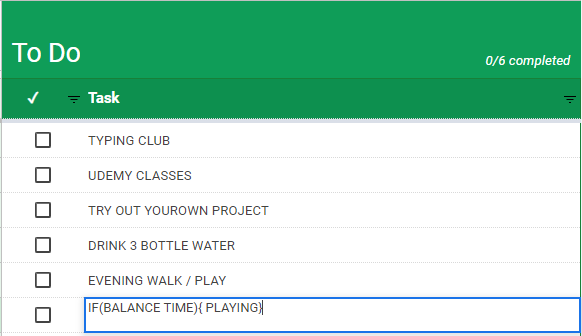 To Do
0/6 completed
✓ Task
TYPING CLUB
UDEMY CLASSES
TRY OUT YOUROWN PROJECT
DRINK 3 BOTTLE WATER
EVENING WALK / PLAY
IF(BALANCE TIME){ PLAYING}